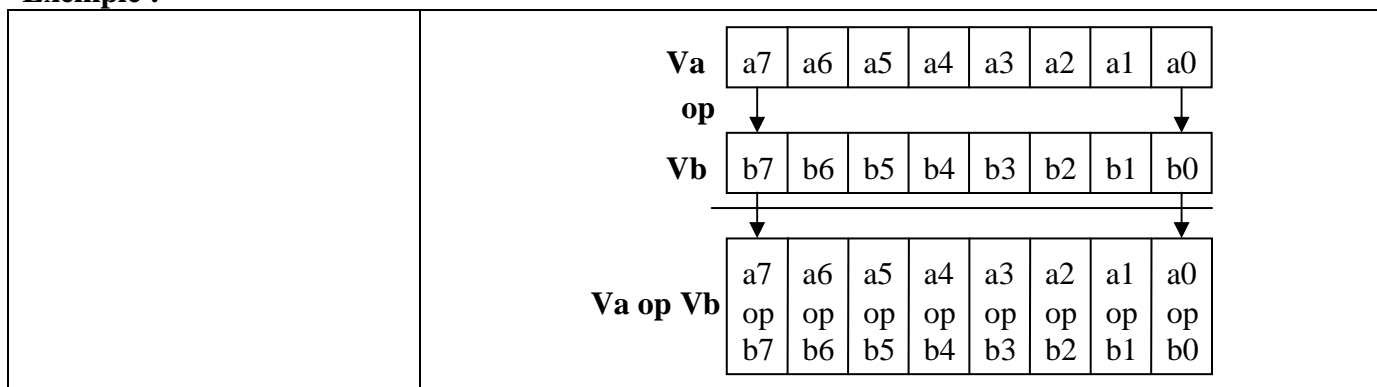 Exemple :
Va a7 a6 a5 a4 a3 a2 a1 a0
op
Vb b7 b6 b5 b4 b3 b2 b1 b0
a7 a6 a5 a4 a3 a2 a1 a0
Va op Vb op op op op op op op op
b7 b6 b5 b4 b3 b2 b1 b0